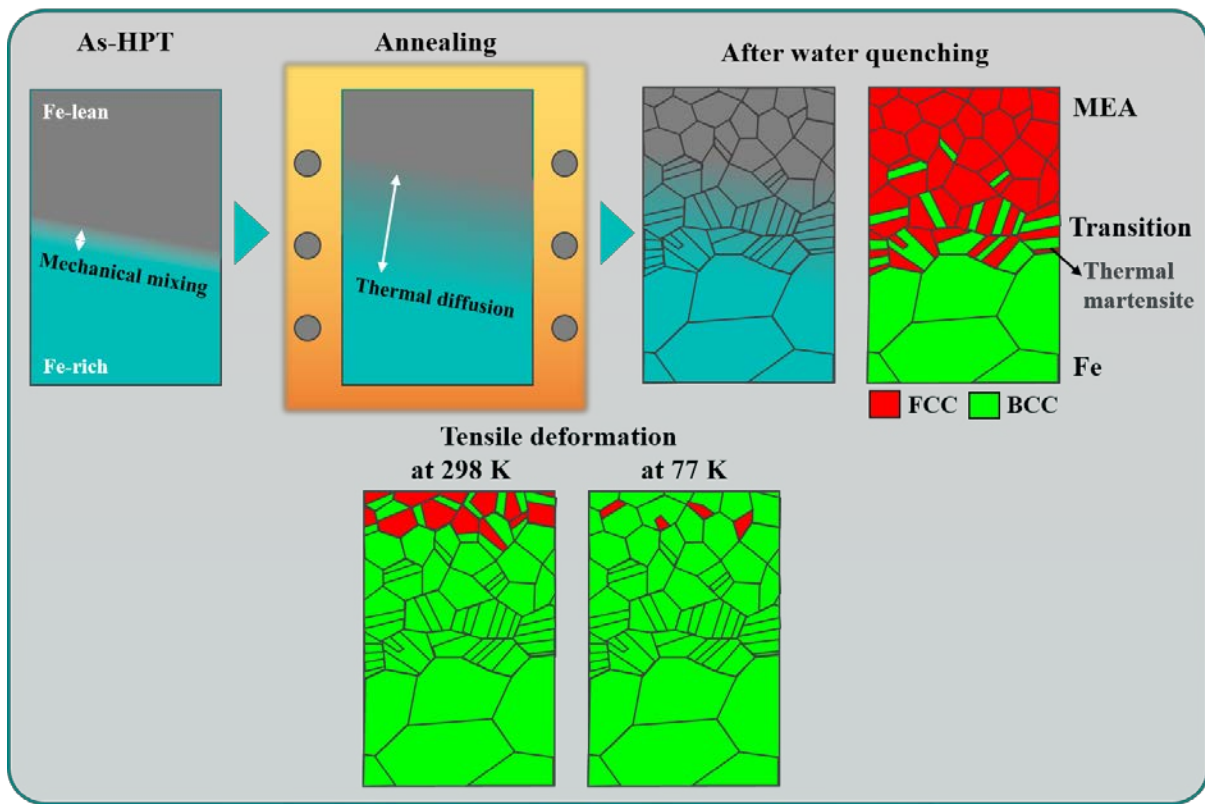 As-HPT
Annealing
After water quenching
Fe-lean
Mechanical mixing
Fe-rich
Thermal diffusion
MEA
Transition
Thermal
martensite
Fe
FCC
BCC
Tensile deformation
at 298 K
at 77 K